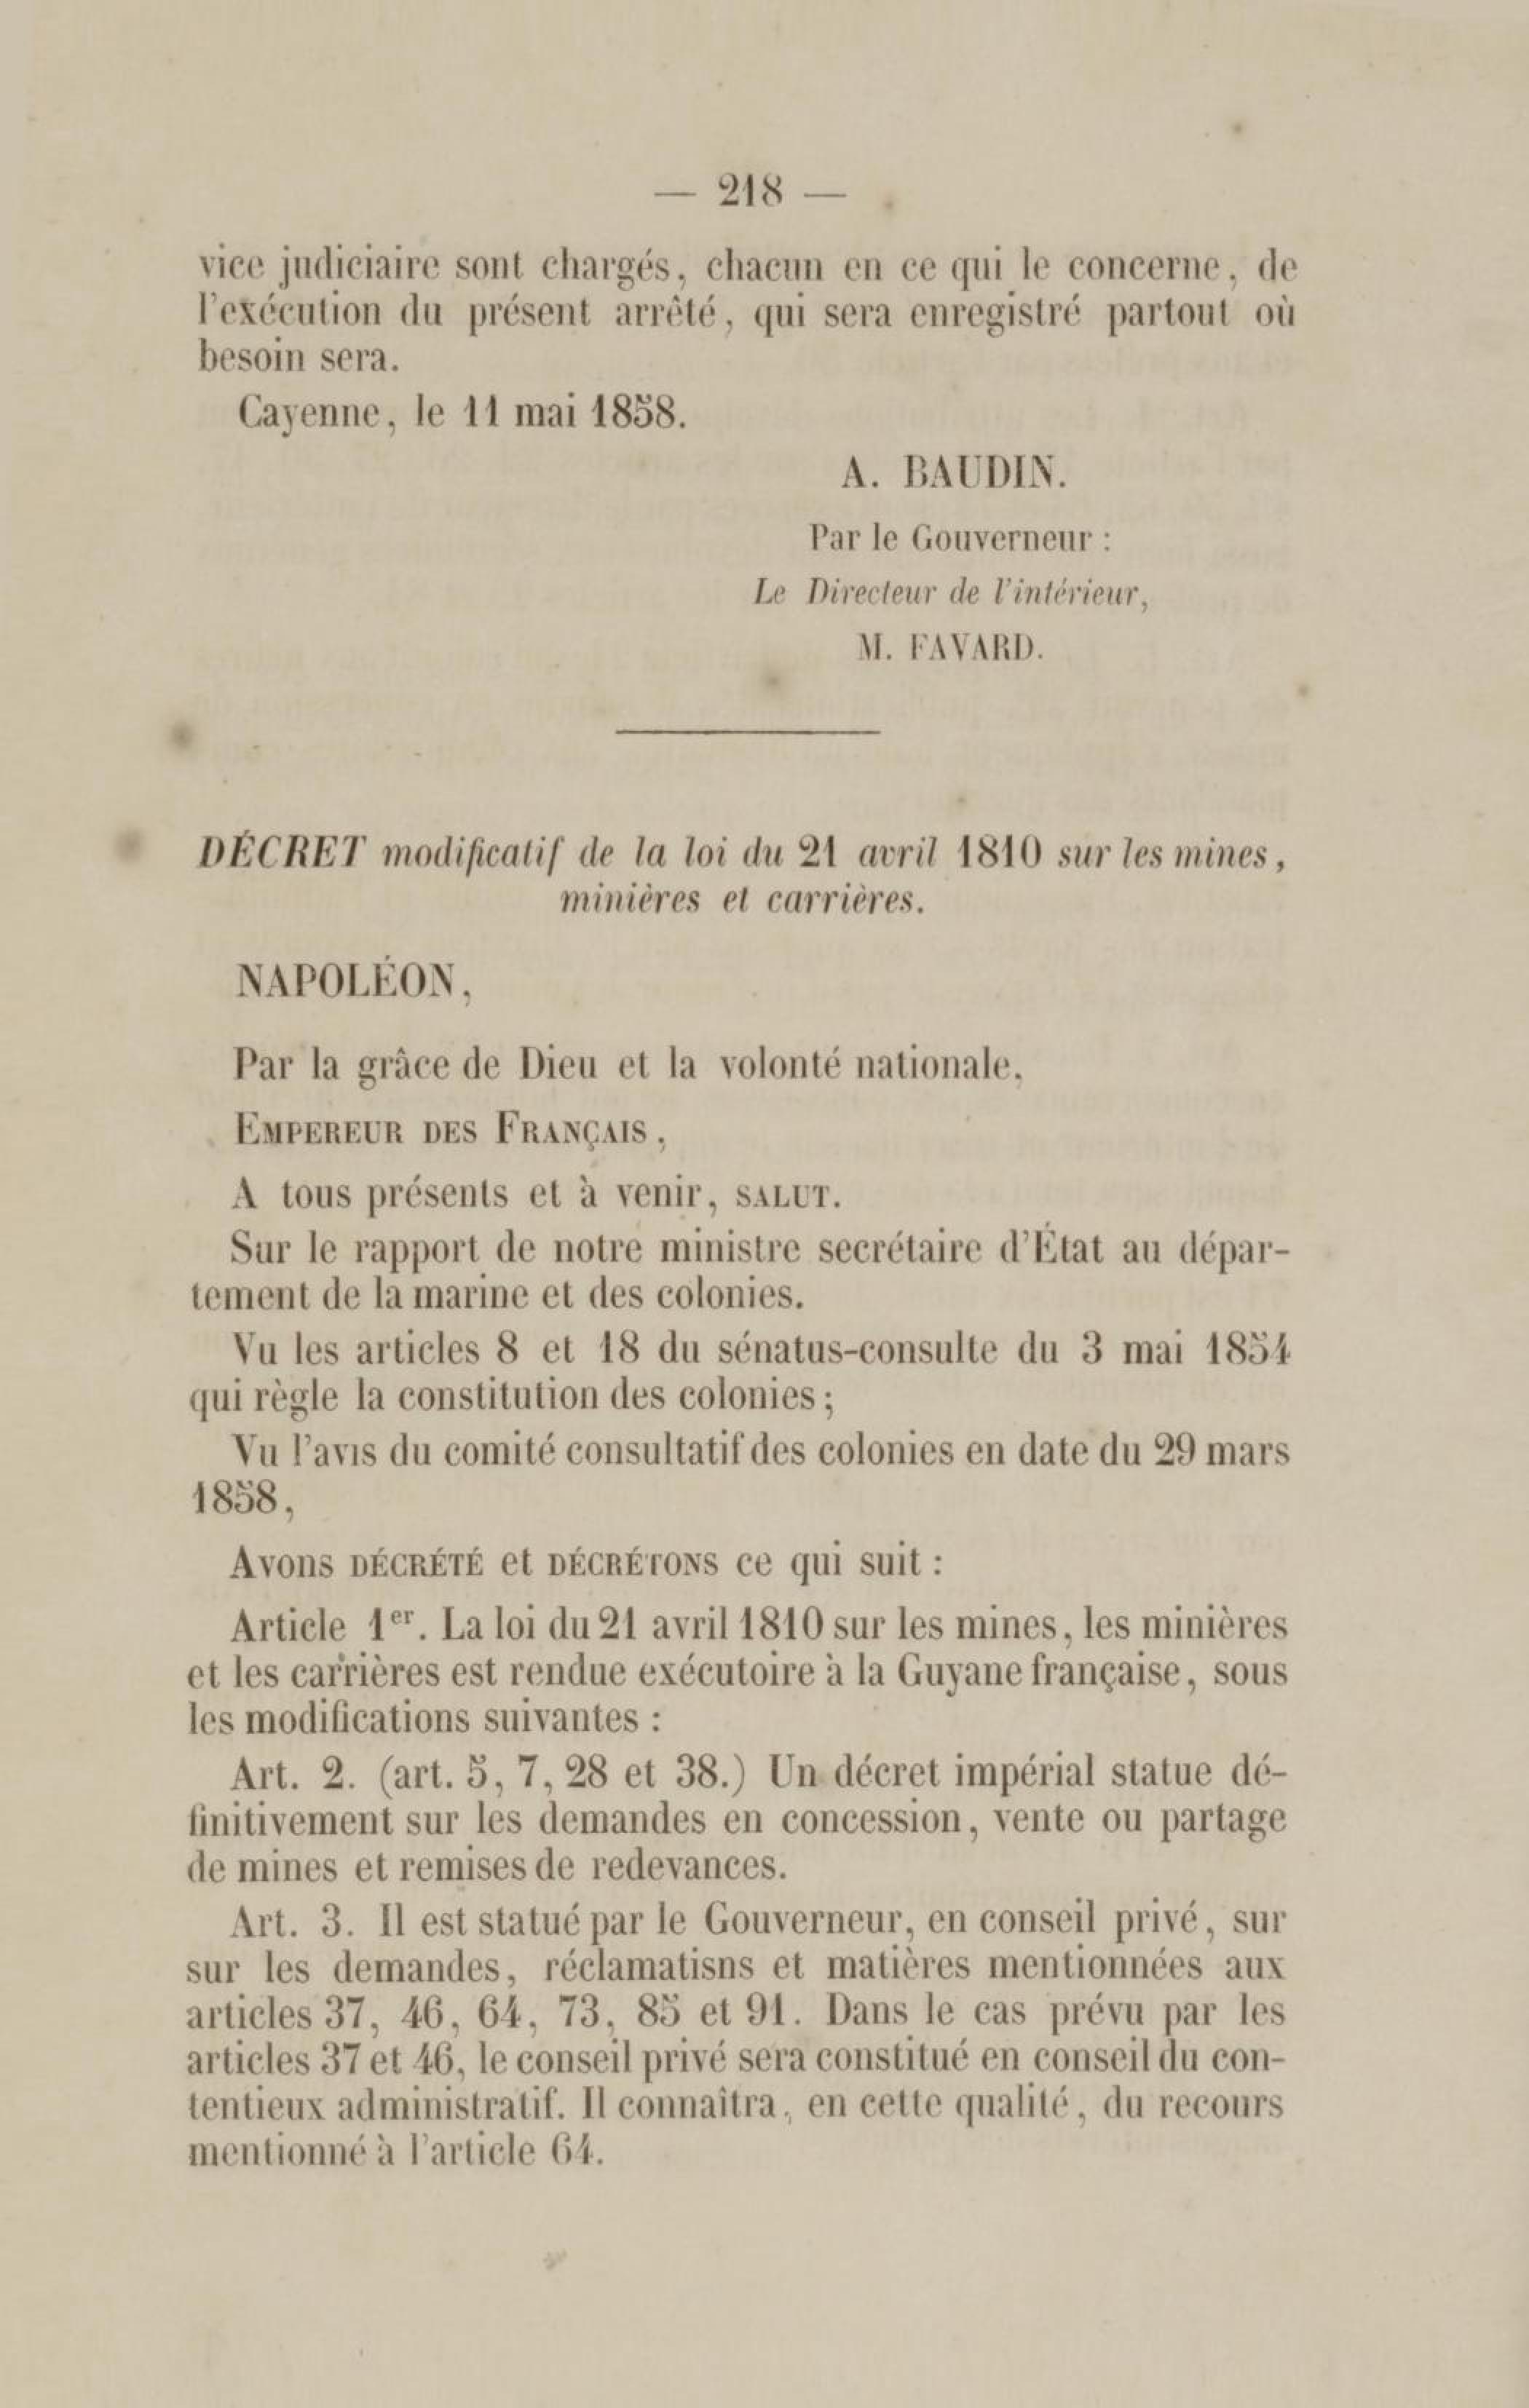 — 218 —
vice judiciaire sont chargés, chacun en ce qui le concerne, de
l'exécution du présent arrêté, qui sera enregistré partout où
besoin sera.
Cayenne, le 11 mai 1858.
A. BAUDIN.
Par le Gouverneur :
Le Directeur de l'intérieur,
M. FAVARD.
DÉCRET modificatif de la loi du 21 avril 1810 sur les mines,
minières et carrières.
NAPOLÉON,
Par la grâce de Dieu et la volonté nationale,
EMPEREUR DES FRANÇAIS,
A tous présents et à venir, SALUT.
Sur le rapport de notre ministre secrétaire d'État au dépar-
tement de la marine et des colonies.
Vu les articles 8 et 18 du sénatus-consulte du 3 mai 1854
qui règle la constitution des colonies ;
Vu l'avis du comité consultatif des colonies en date du 29 mars
1858,
Avons DÉCRÉTÉ et DÉCRÉTONS ce qui suit :
Article 1er. La loi du 21 avril 1810 sur les mines, les minières
et les carrières est rendue exécutoire à la Guyane française, sous
les modifications suivantes :
Art. 2. (art. 5, 7, 28 et 38.) Un décret impérial statue dé-
finitivement sur les demandes en concession, vente ou partage
de mines et remises de redevances.
Art. 3. Il est statué par le Gouverneur, en conseil privé, sur
sur les demandes, réclamatisns et matières mentionnées aux
articles 37, 46, 64, 73, 85 et 91. Dans le cas prévu par les
articles 37 et 46, le conseil privé sera constitué en conseil du con-
tentieux administratif. Il connaîtra, en cette qualité, du recours
mentionné à l'article 64.